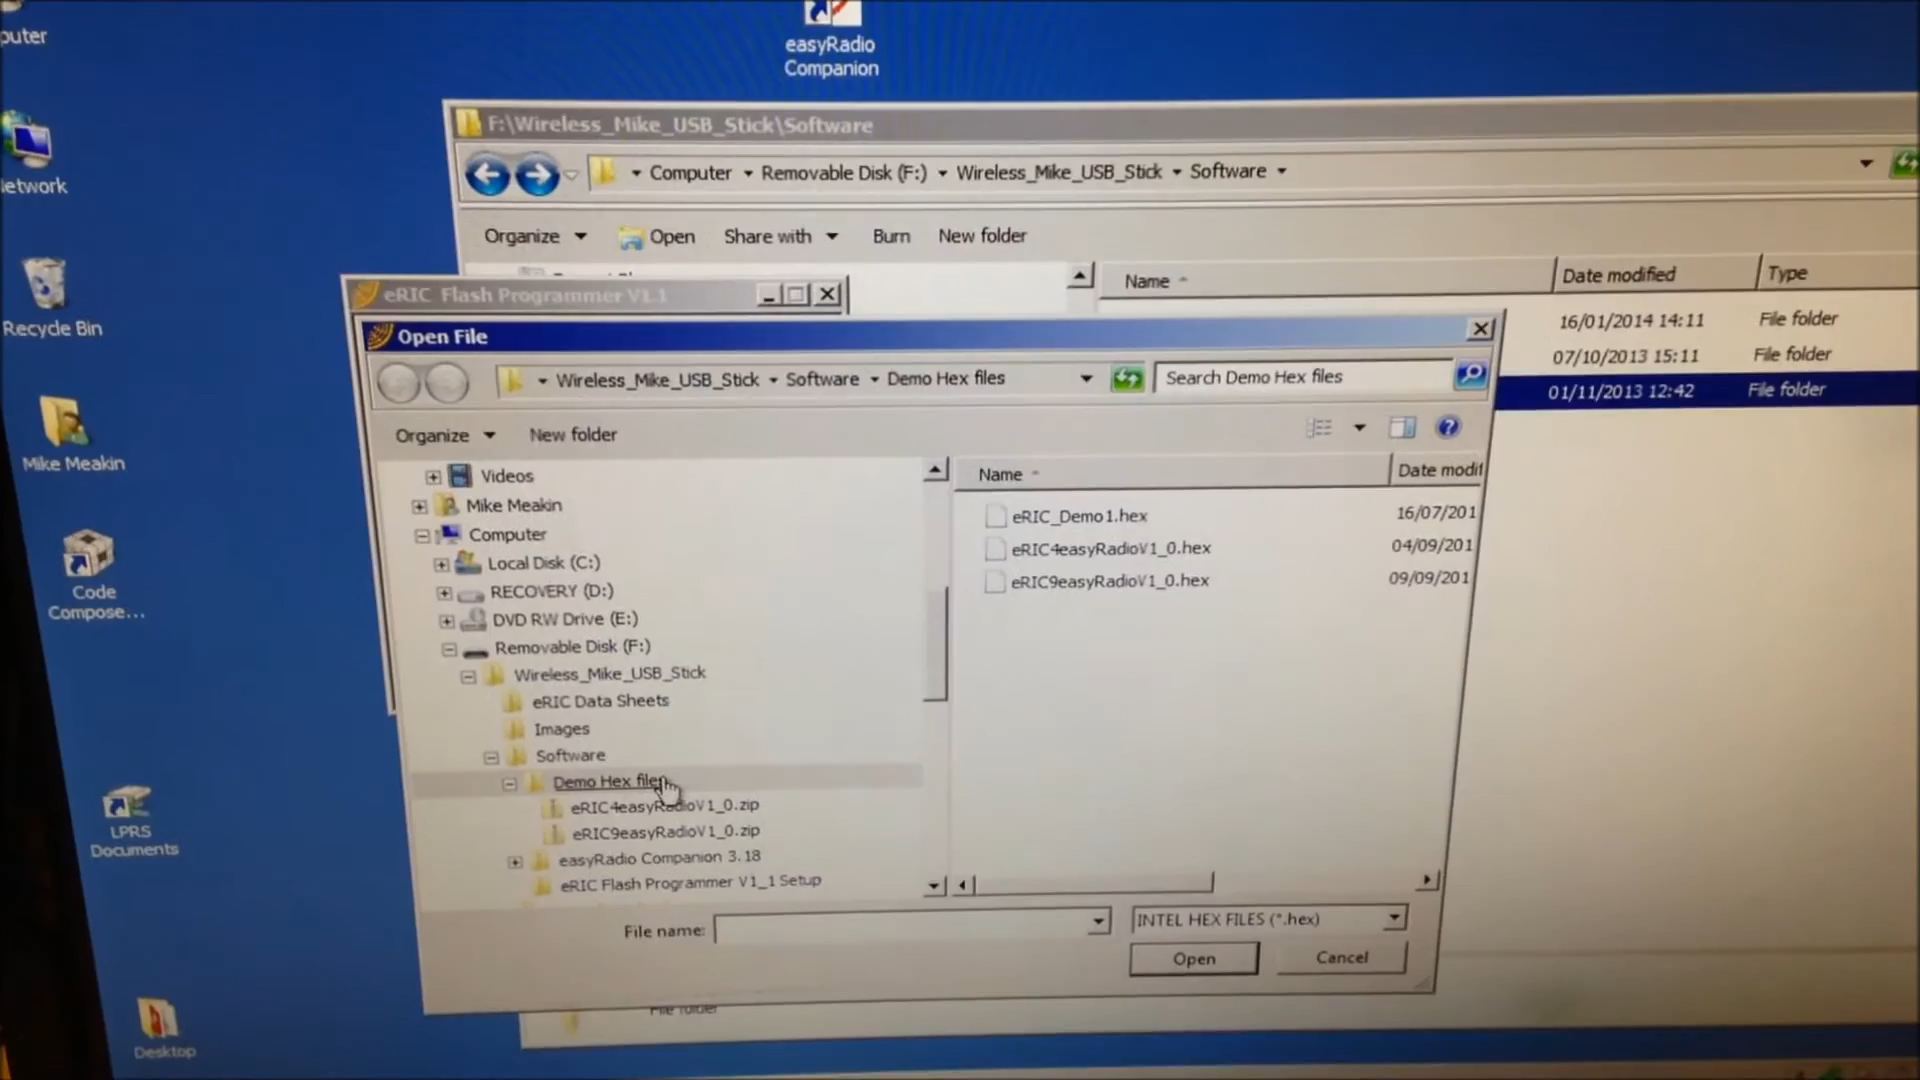 puter
easyRadio
Companion
etwork
Recycle Bin
Mike Meakin
Code
Compose...
LPRS
Documents
Desktop
F:\Wireless_Mike_USB_Stick\Software
Computer Removable Disk (F:) Wireless_Mike_USB_Stick Software
Organize Open Share with Burn New folder
Name Date modified Type
16/01/2014 14:11 File folder
07/10/2013 15:11 File folder
01/11/2013 12:42 File folder
eRIC Flash Programmer V1.1
Open File
Wireless_Mike_USB_Stick Software Demo Hex files
Search Demo Hex files
Organize New folder
Videos
Mike Meakin
Computer
Local Disk (C:)
RECOVERY (D:)
DVD RW Drive (E:)
Removable Disk (F:)
Wireless_Mike_USB_Stick
eRIC Data Sheets
Images
Software
Demo Hex files
eRIC4easyRadioV1_0.zip
eRIC9easyRadioV1_0.zip
easyRadio Companion 3.18
eRIC Flash Programmer V1_1 Setup
Name Date modif
eRIC_Demo1.hex 16/07/201
eRIC4easyRadioV1_0.hex 04/09/201
eRIC9easyRadioV1_0.hex 09/09/201
File name:
INTEL HEX FILES (*.hex)
Open Cancel
File folder